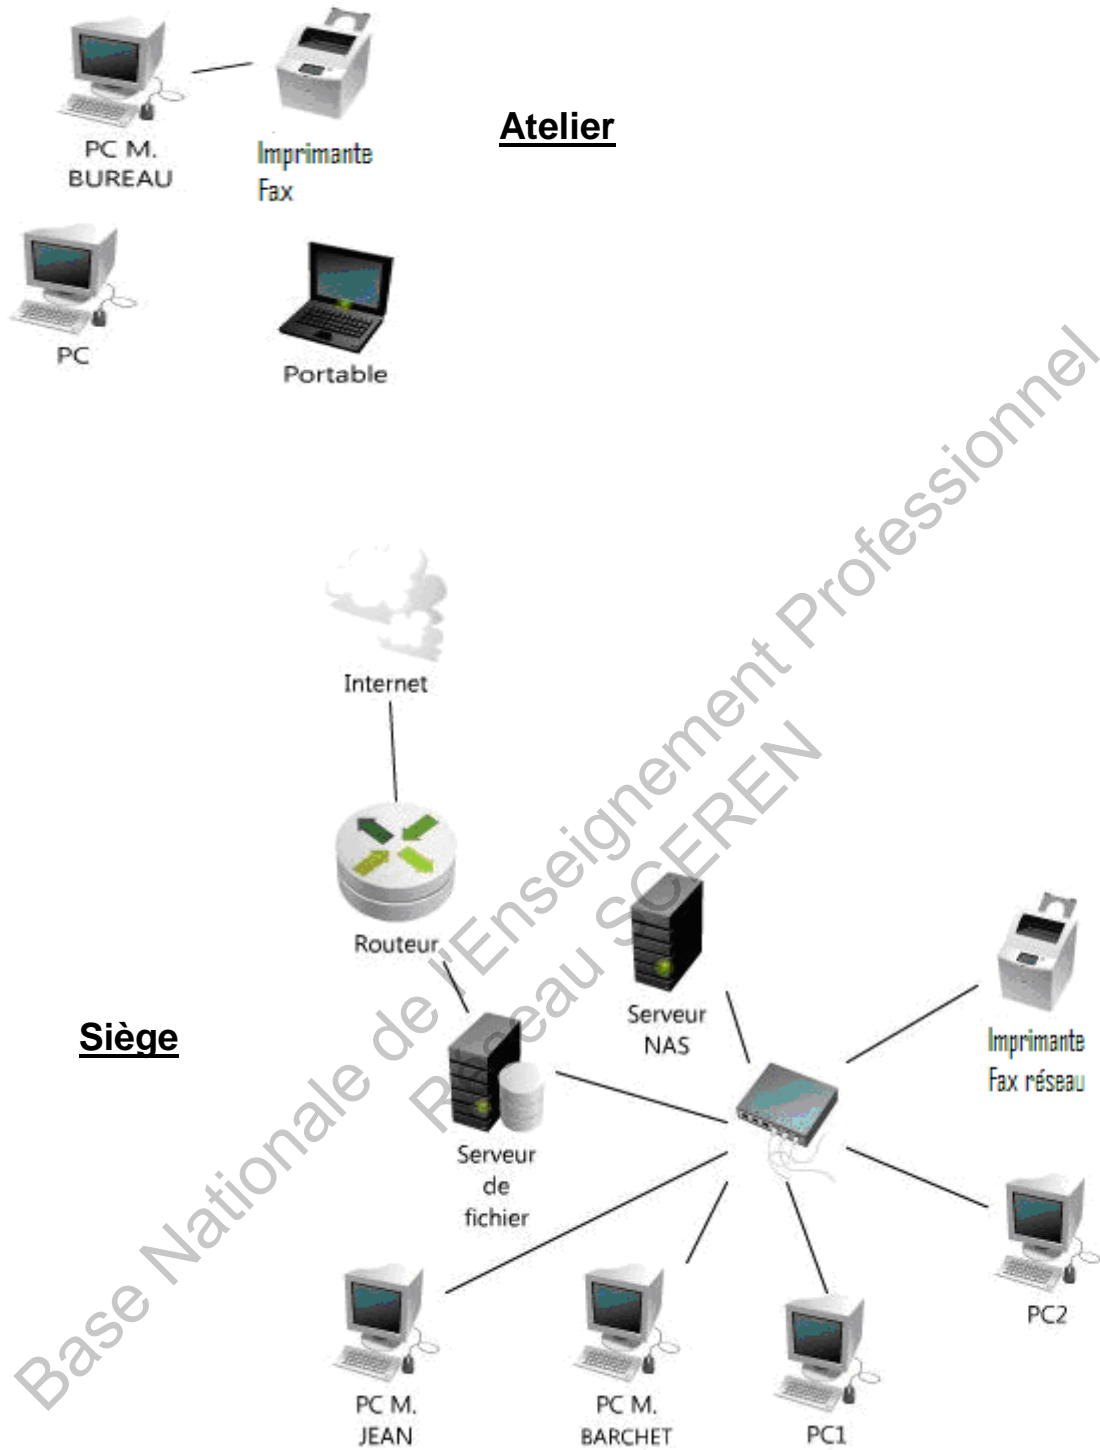 Atelier
PC M.
BUREAU
Imprimante
Fax
PC
Portable
Internet
Routeur
Serveur
NAS
Imprimante
Fax réseau
Siège
Serveur
de
fichier
PC2
PC M.
JEAN
PC M.
BARCHET
PC1
Base Nationale de l'Enseignement Professionnel
Réseau SCEREN